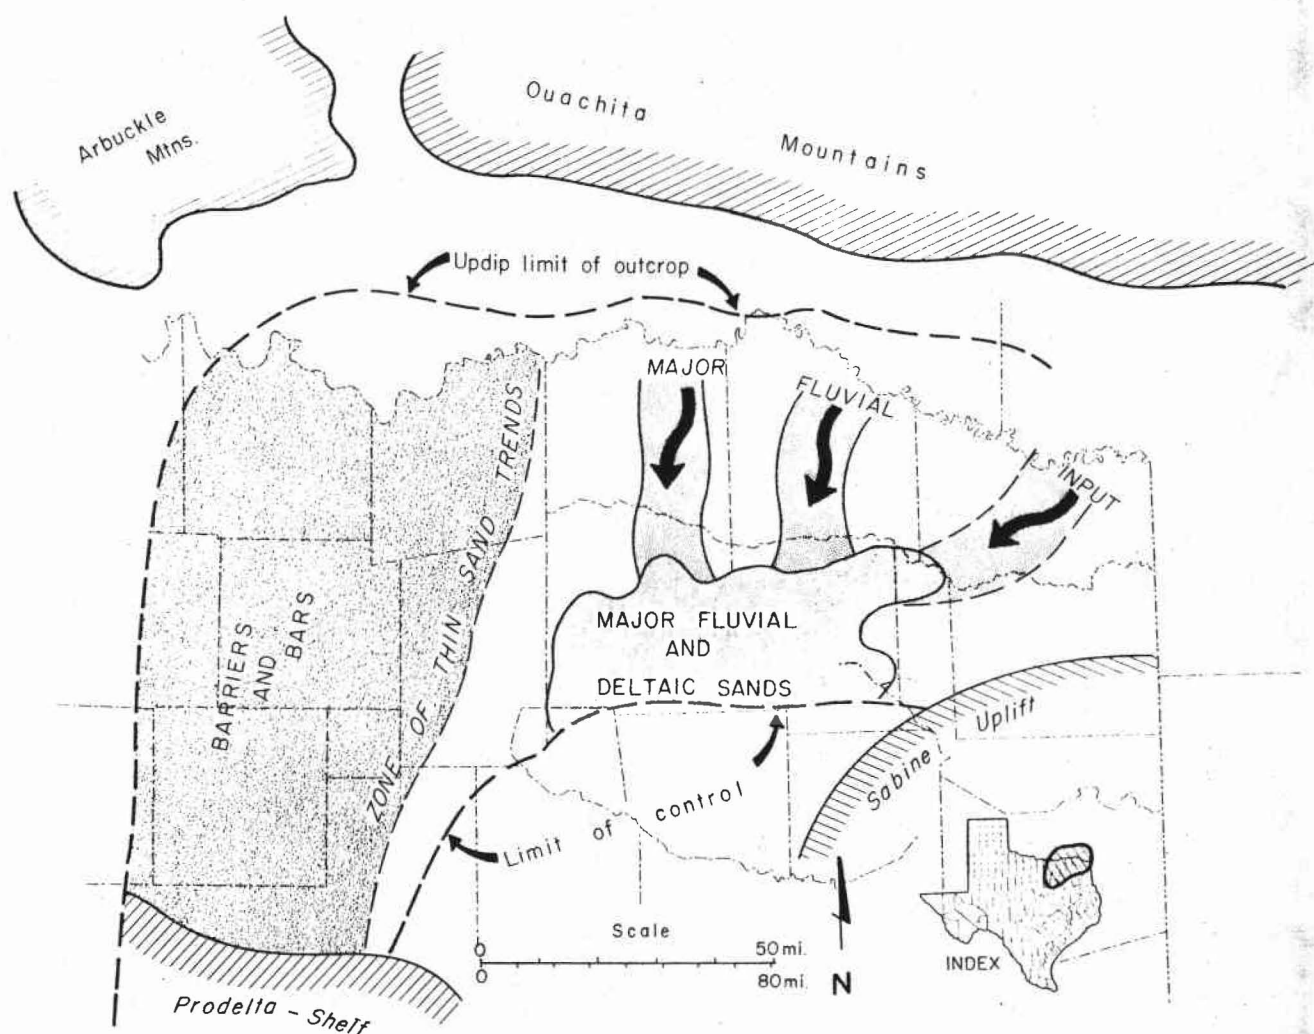 Arbuckle
Mtns.
Ouachita
Mountains
Updip limit of outcrop
MAJOR
FLUVIAL
INPUT
ZONE OF THIN SAND TRENDS
BARRIERS
AND
BARS
MAJOR FLUVIAL
AND
DELTAIC SANDS
Sabine Uplift
Limit of control
Scale
0 50 mi.
0 80 mi.
N
INDEX
Prodelta - Shelf